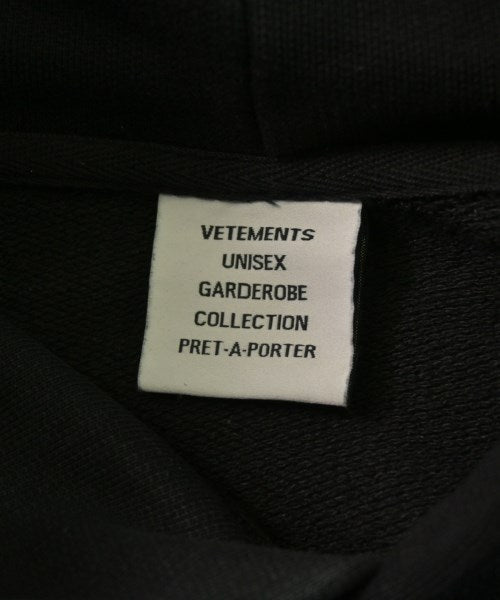 VETEMENTS
UNISEX
GARDEROBE
COLLECTION
PRET-A-PORTER